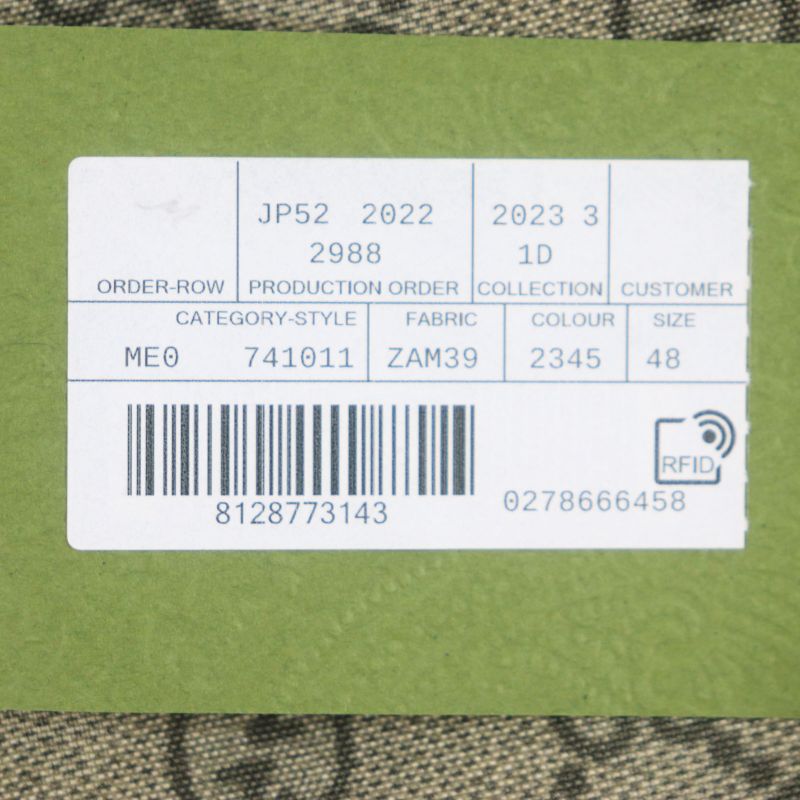 JP52 2022 2023 3
2988 1D
ORDER-ROW PRODUCTION ORDER COLLECTION CUSTOMER
CATEGORY-STYLE FABRIC COLOUR SIZE
ME0 741011 ZAM39 2345 48
RFID
8128773143 0278666458